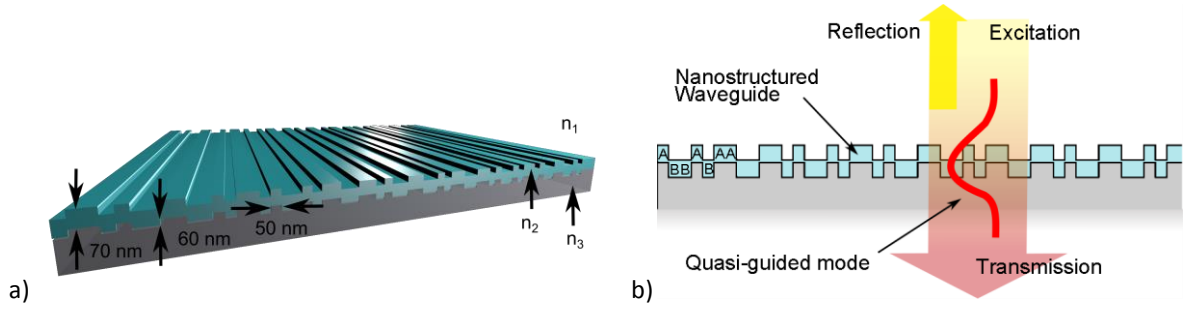 n1
70 nm
60 nm
50 nm
n2
n3
a)
Reflection
Excitation
Nanostructured
Waveguide
A
A
AA
BB
B
Quasi-guided mode
Transmission
b)